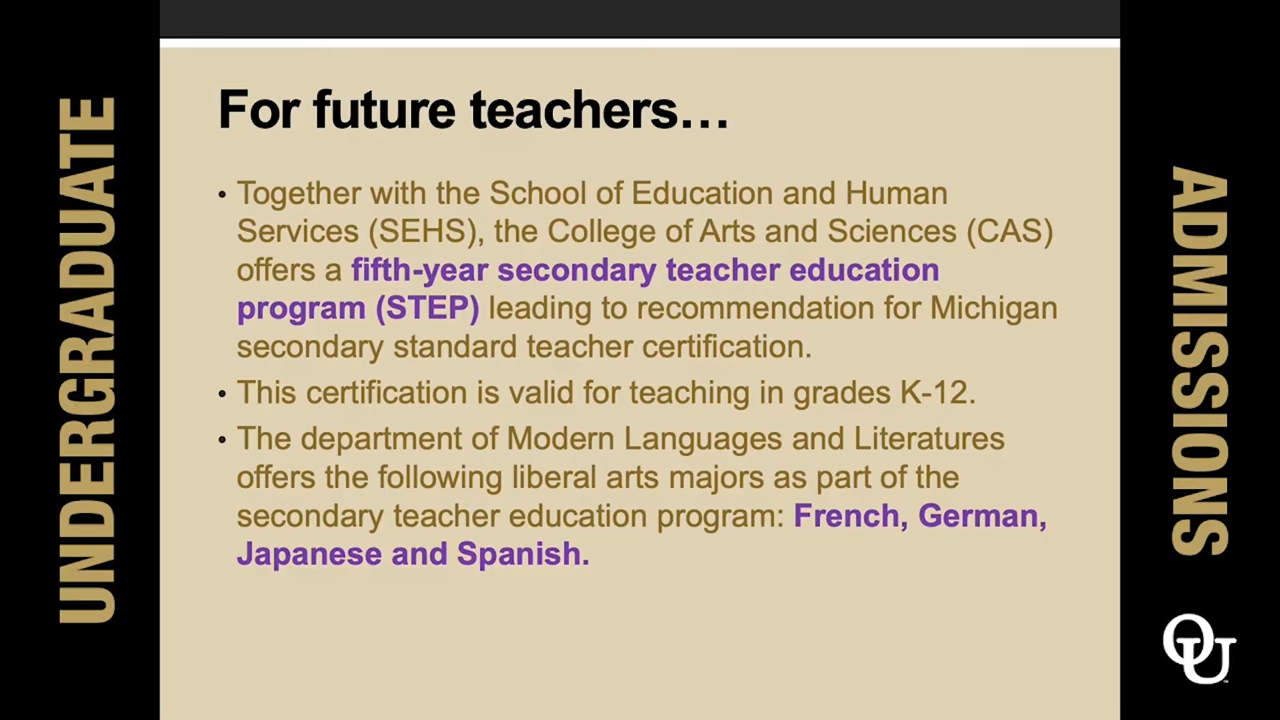 UNDERGRADUATE
For future teachers…
• Together with the School of Education and Human
Services (SEHS), the College of Arts and Sciences (CAS)
offers a fifth-year secondary teacher education
program (STEP) leading to recommendation for Michigan
secondary standard teacher certification.
• This certification is valid for teaching in grades K-12.
• The department of Modern Languages and Literatures
offers the following liberal arts majors as part of the
secondary teacher education program: French, German,
Japanese and Spanish.
ADMISSIONS
OU